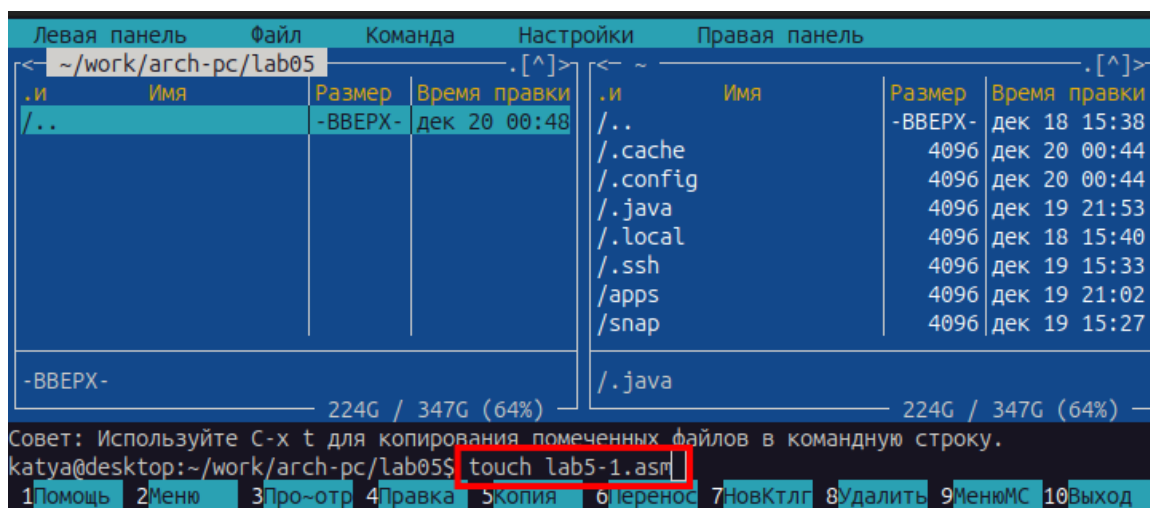 Левая панель Файл Команда Настройки Правая панель
<─ ~/work/arch-pc/lab05 .[^]> <─ ~ .[^]>
.и Имя Размер Время правки .и Имя Размер Время правки
/.. -ВВЕРХ- дек 20 00:48 /.. -ВВЕРХ- дек 18 15:38
/.cache 4096 дек 20 00:44
/.config 4096 дек 20 00:44
/.java 4096 дек 19 21:53
/.local 4096 дек 18 15:40
/.ssh 4096 дек 19 15:33
/apps 4096 дек 19 21:02
/snap 4096 дек 19 15:27
-ВВЕРХ- /.java
224G / 347G (64%) 224G / 347G (64%)
Совет: Используйте C-x t для копирования помеченных файлов в командную строку.
katya@desktop:~/work/arch-pc/lab05$ touch lab5-1.asm
1Помощь 2Меню 3Про~отр 4Правка 5Копия 6Перенос 7НовКтлг 8Удалить 9МенюМС 10Выход